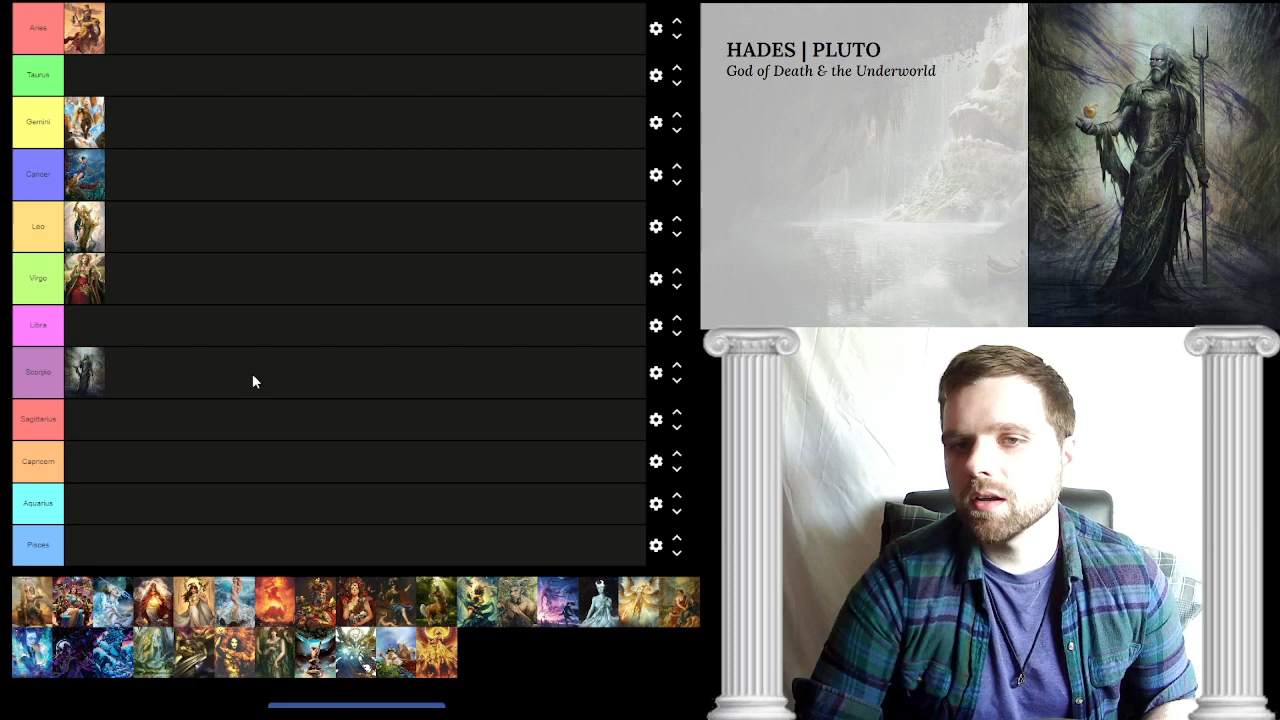 Aries
Taurus
Gemini
Cancer
Leo
Virgo
Libra
Scorpio
Sagittarius
Capricorn
Aquarius
Pisces
HADES | PLUTO
God of Death & the Underworld